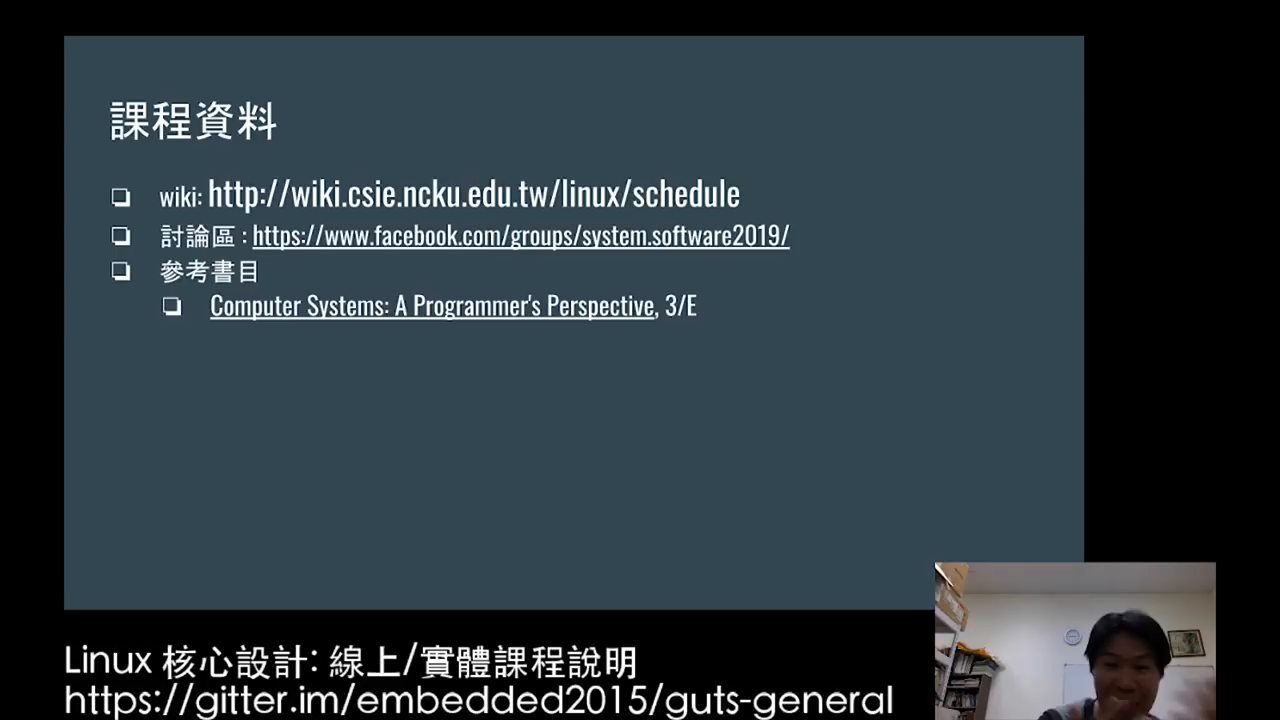 課程資料
❏ wiki: http://wiki.csie.ncku.edu.tw/linux/schedule
❏ 討論區 : https://www.facebook.com/groups/system.software2019/
❏ 參考書目
❏ Computer Systems: A Programmer's Perspective, 3/E
Linux 核心設計: 線上/實體課程說明
https://gitter.im/embedded2015/guts-general